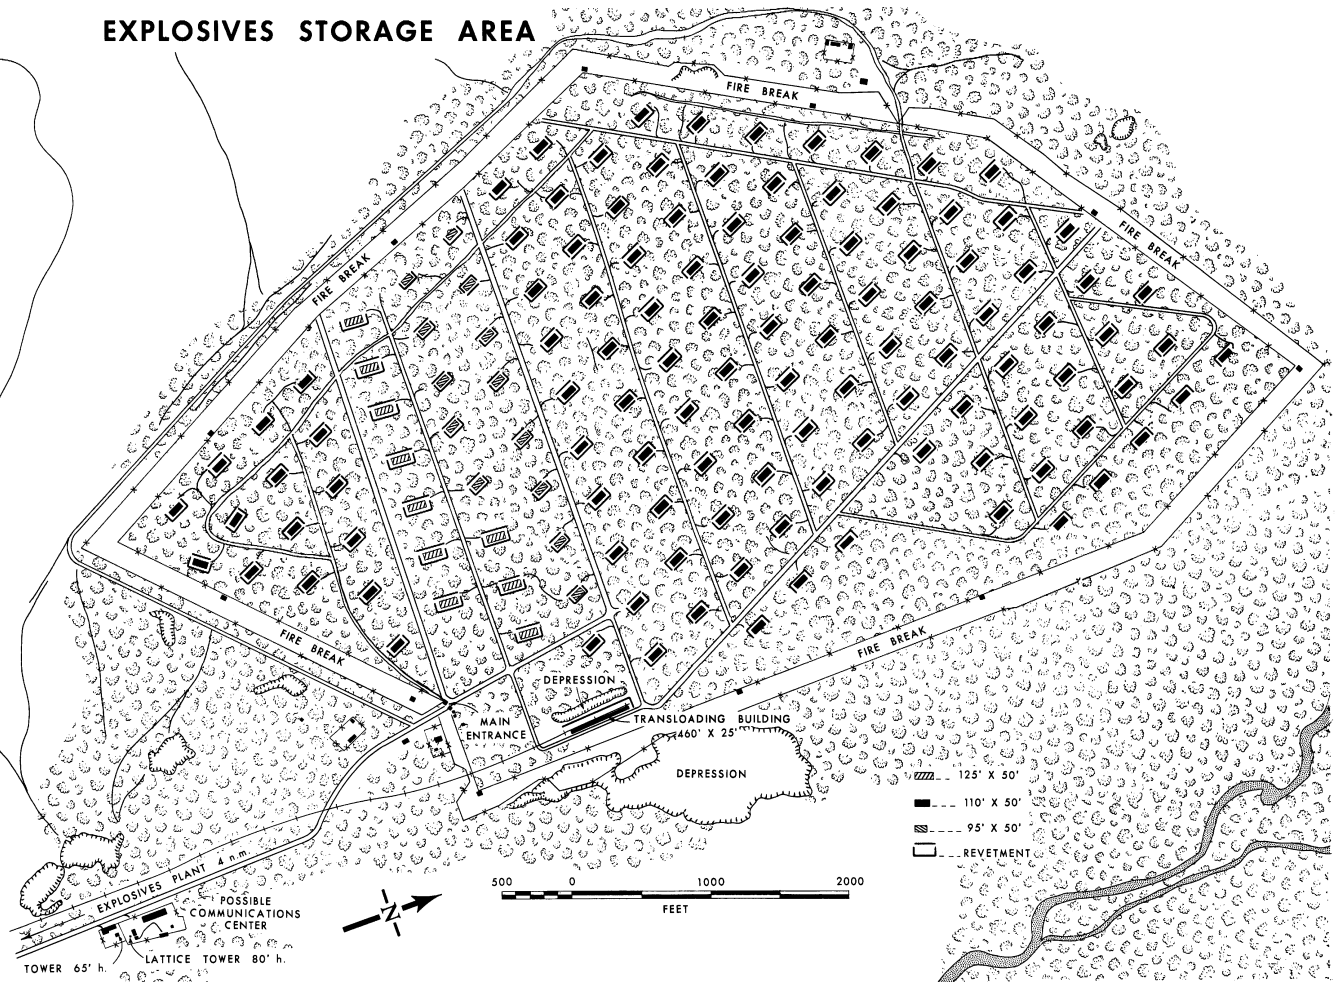 EXPLOSIVES STORAGE AREA
FIRE BREAK
FIRE BREAK
FIRE BREAK
FIRE
BREAK
FIRE BREAK
DEPRESSION
MAIN
ENTRANCE
TRANSLOADING BUILDING
460' X 25'
DEPRESSION
125' X 50'
110' X 50'
95' X 50'
REVETMENT
EXPLOSIVES PLANT 4 n.m.
POSSIBLE
COMMUNICATIONS
CENTER
LATTICE TOWER 80' h.
TOWER 65' h.
N
500 0 1000 2000
FEET